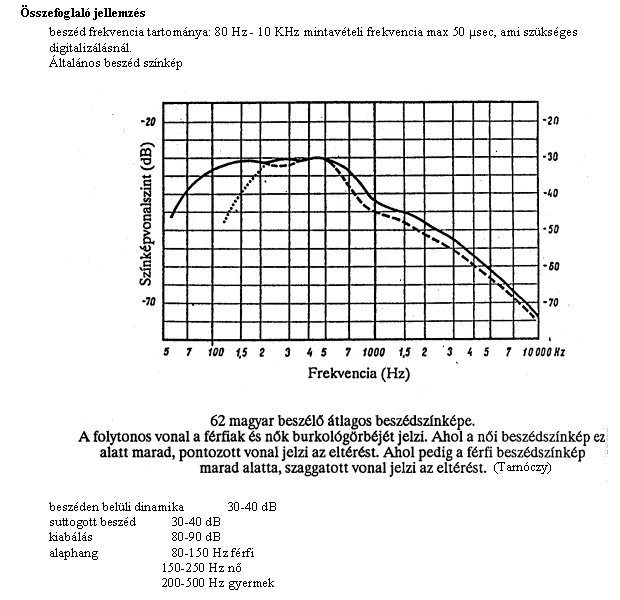 Összefoglaló jellemzés
beszéd frekvencia tartománya: 80 Hz - 10 KHz mintavételi frekvencia max 50 μsec, ami szükséges
digitalizálásnál.
Általános beszéd színkép
-20 -20
-30
-40
-50
-60
-70 -70
Színképvonalszint (dB)
5 7 100 1,5 2 3 4 5 7 1000 1,5 2 3 4 5 7 10 000 Hz
Frekvencia (Hz)
62 magyar beszélő átlagos beszédszínképe.
A folytonos vonal a férfiak és nők burkológörbéjét jelzi. Ahol a női beszédszínkép ez
alatt marad, pontozott vonal jelzi az eltérést. Ahol pedig a férfi beszédszínkép
marad alatta, szaggatott vonal jelzi az eltérést. (Tarnóczy)
beszéden belüli dinamika 30-40 dB
suttogott beszéd 30-40 dB
kiabálás 80-90 dB
alaphang 80-150 Hz férfi
150-250 Hz nő
200-500 Hz gyermek